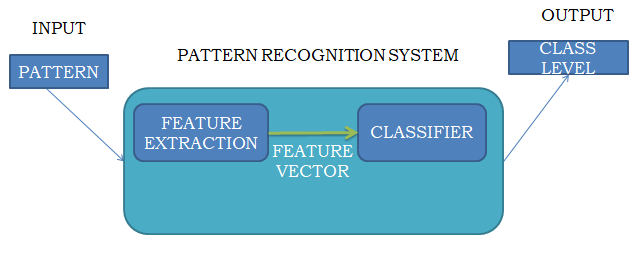 INPUT
OUTPUT
PATTERN RECOGNITION SYSTEM
PATTERN
CLASS
LEVEL
FEATURE
EXTRACTION
FEATURE
VECTOR
CLASSIFIER